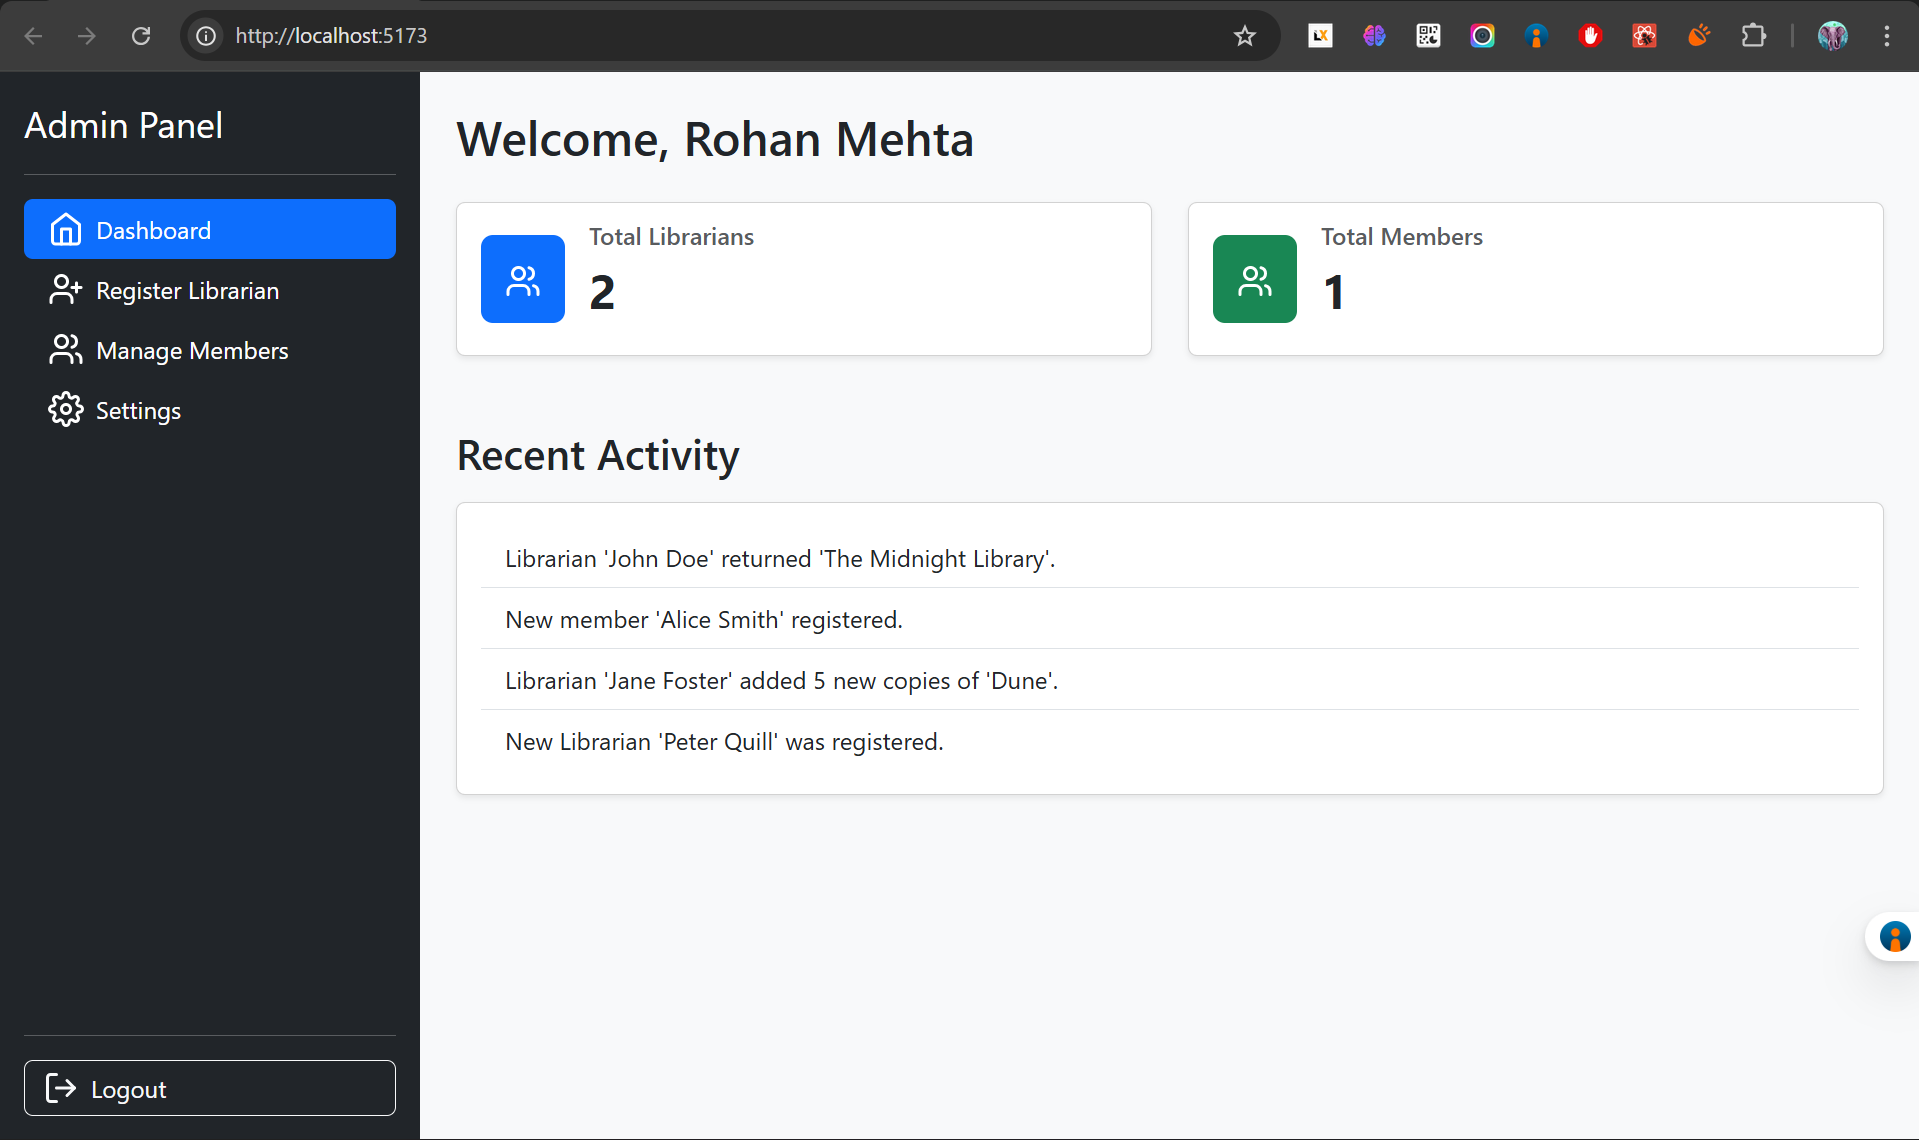 http://localhost:5173
Admin Panel
Dashboard
Register Librarian
Manage Members
Settings
Logout
Welcome, Rohan Mehta
Total Librarians
2
Total Members
1
Recent Activity
Librarian 'John Doe' returned 'The Midnight Library'.
New member 'Alice Smith' registered.
Librarian 'Jane Foster' added 5 new copies of 'Dune'.
New Librarian 'Peter Quill' was registered.